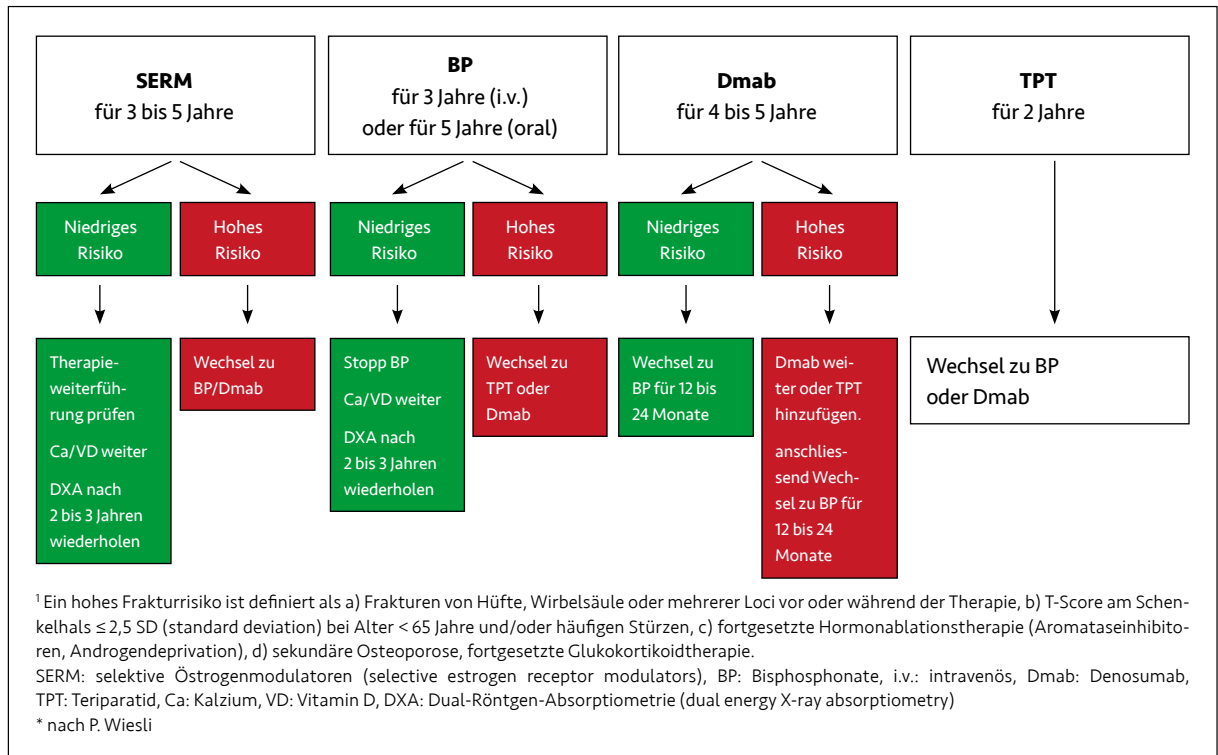 SERM
für 3 bis 5 Jahre
BP
für 3 Jahre (i.v.)
oder für 5 Jahre (oral)
Dmab
für 4 bis 5 Jahre
TPT
für 2 Jahre
Niedriges
Risiko
Hohes
Risiko
Niedriges
Risiko
Hohes
Risiko
Niedriges
Risiko
Hohes
Risiko
Therapie-
weiterfüh-
rung prüfen
Ca/VD weiter
DXA nach
2 bis 3 Jahren
wiederholen
Wechsel zu
BP/Dmab
Stopp BP
Ca/VD weiter
DXA nach
2 bis 3 Jahren
wiederholen
Wechsel zu
TPT oder
Dmab
Wechsel zu
BP für 12 bis
24 Monate
Dmab wei-
ter oder TPT
hinzufügen.
anschlies-
send Wech-
sel zu BP für
12 bis 24
Monate
Wechsel zu BP
oder Dmab
¹ Ein hohes Frakturrisiko ist definiert als a) Frakturen von Hüfte, Wirbelsäule oder mehrerer Loci vor oder während der Therapie, b) T-Score am Schen-
kelhals ≤ 2,5 SD (standard deviation) bei Alter < 65 Jahre und/oder häufigen Stürzen, c) fortgesetzte Hormonablationstherapie (Aromataseinhibito-
ren, Androgendeprivation), d) sekundäre Osteoporose, fortgesetzte Glukokortikoidtherapie.
SERM: selektive Östrogenmodulatoren (selective estrogen receptor modulators), BP: Bisphosphonate, i.v.: intravenös, Dmab: Denosumab,
TPT: Teriparatid, Ca: Kalzium, VD: Vitamin D, DXA: Dual-Röntgen-Absorptiometrie (dual energy X-ray absorptiometry)
* nach P. Wiesli